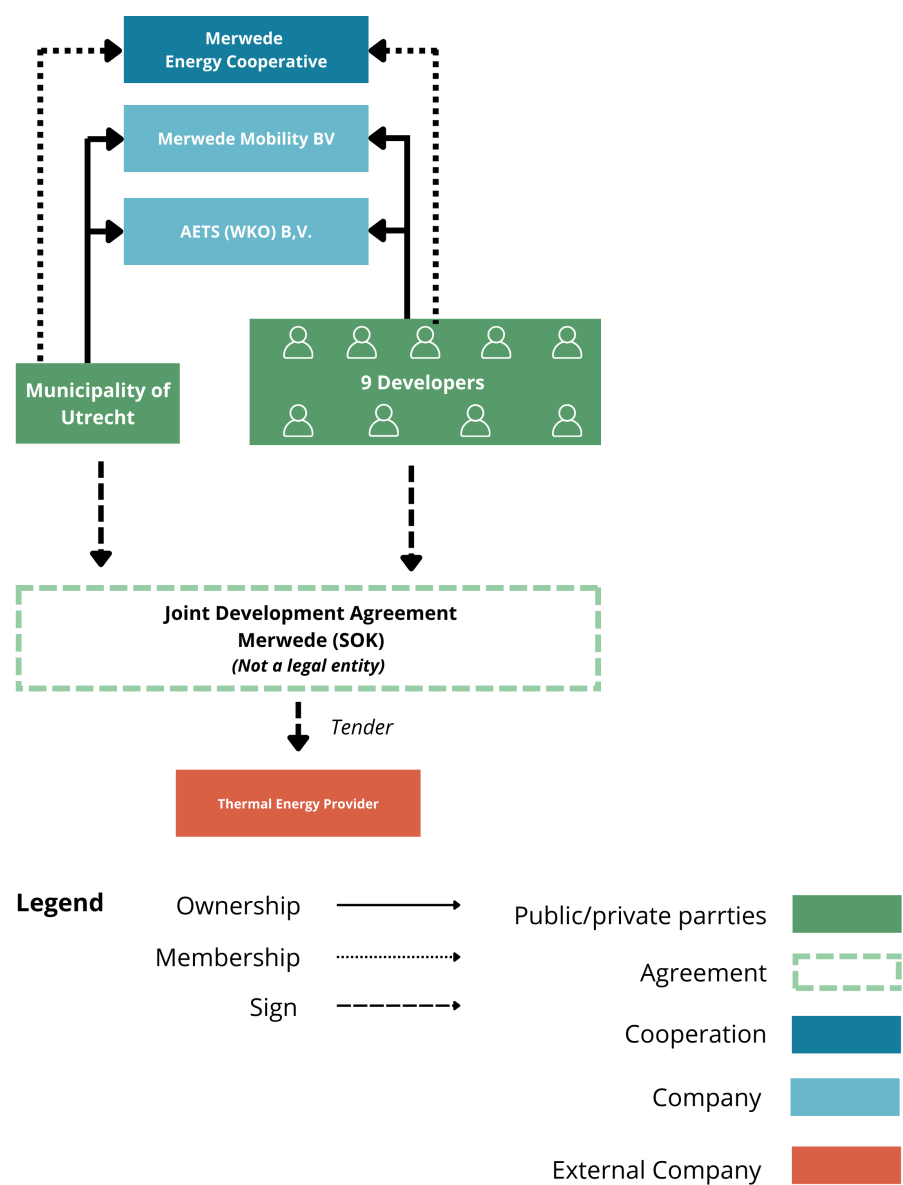 Merwede
Energy Cooperative
Merwede Mobility BV
AETS (WKO) B,V.
9 Developers
Municipality of
Utrecht
Joint Development Agreement
Merwede (SOK)
(Not a legal entity)
Tender
Thermal Energy Provider
Legend
Ownership
Membership
Sign
Public/private parrties
Agreement
Cooperation
Company
External Company